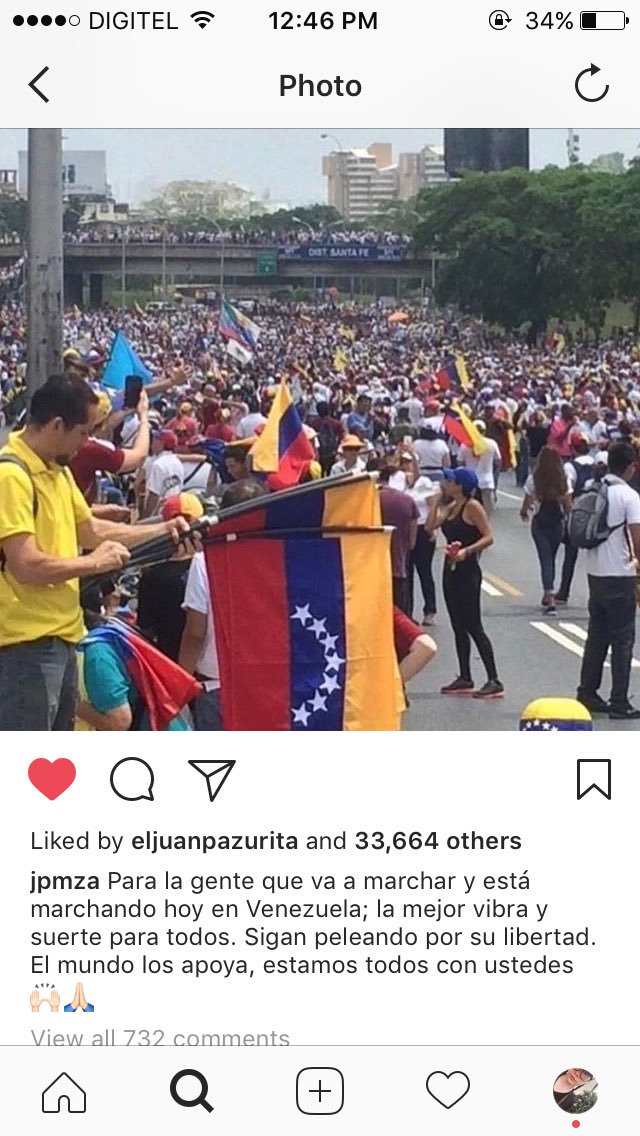 DIGITEL 12:46 PM 34%
Photo
DIST. SANTA FE
Liked by eljuanpazurita and 33,664 others
jpmza Para la gente que va a marchar y está
marchando hoy en Venezuela; la mejor vibra y
suerte para todos. Sigan peleando por su libertad.
El mundo los apoya, estamos todos con ustedes
🙌🏻🙏🏻
View all 732 comments